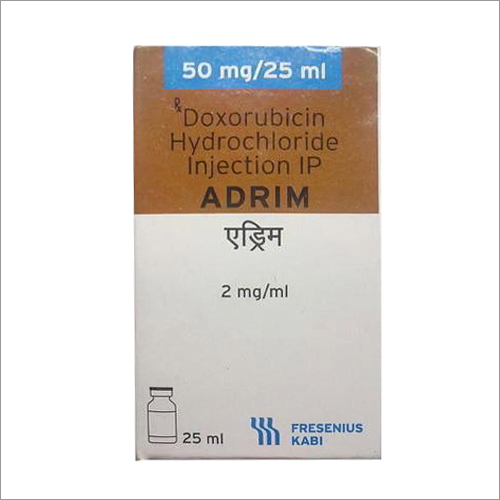 50 mg/25 ml
℞
Doxorubicin
Hydrochloride
Injection IP
ADRIM
एड्रिम
2 mg/ml
25 ml
FRESENIUS
KABI